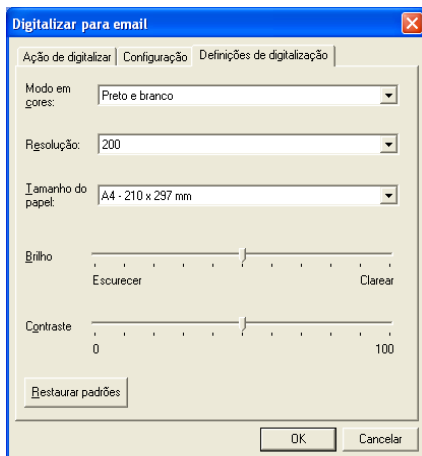 Digitalizar para email
Ação de digitalizar Configuração Definições de digitalização
Modo em
cores: Preto e branco
Resolução: 200
Tamanho do
papel: A4 - 210 x 297 mm
Brilho
Escurecer Clarear
Contraste
0 100
Restaurar padrões
OK Cancelar